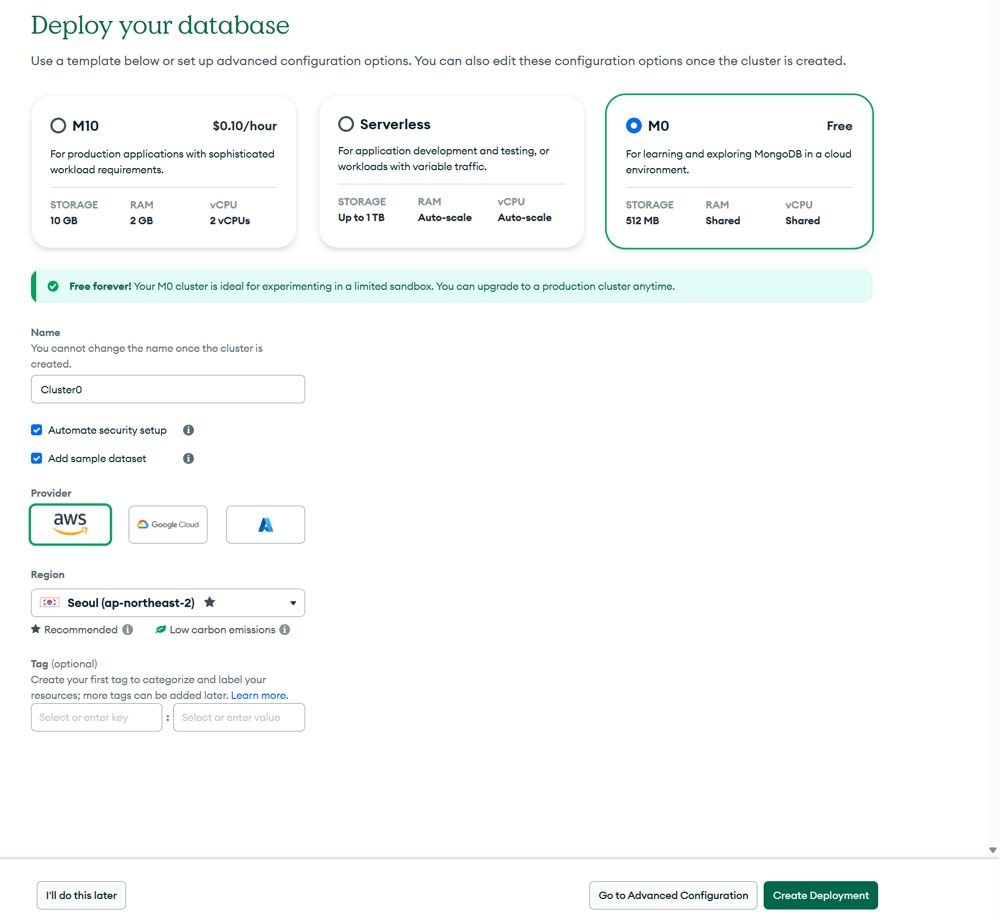 Deploy your database
Use a template below or set up advanced configuration options. You can also edit these configuration options once the cluster is created.
M10 $0.10/hour
For production applications with sophisticated
workload requirements.
STORAGE RAM vCPU
10 GB 2 GB 2 vCPUs
Serverless
For application development and testing, or
workloads with variable traffic.
STORAGE RAM vCPU
Up to 1 TB Auto-scale Auto-scale
M0 Free
For learning and exploring MongoDB in a cloud
environment.
STORAGE RAM vCPU
512 MB Shared Shared
Free forever! Your M0 cluster is ideal for experimenting in a limited sandbox. You can upgrade to a production cluster anytime.
Name
You cannot change the name once the cluster is
created.
Cluster0
Automate security setup
Add sample dataset
Provider
aws Google Cloud
Region
Seoul (ap-northeast-2)
Recommended Low carbon emissions
Tag (optional)
Create your first tag to categorize and label your
resources; more tags can be added later. Learn more.
Select or enter key : Select or enter value
I'll do this later Go to Advanced Configuration Create Deployment